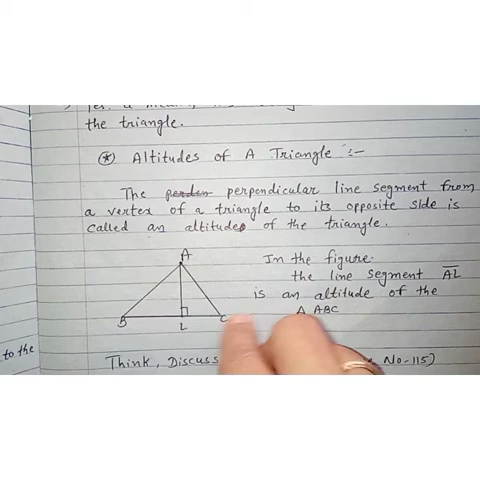 the triangle.
* Altitudes of A Triangle :-
The perden perpendicular line segment from
a vertex of a triangle to its opposite side is
called an altitude of the triangle.
A
B
L
C
In the figure.
the line segment AL
is an altitude of the
Δ ABC
to the
Think, Discuss No-115)